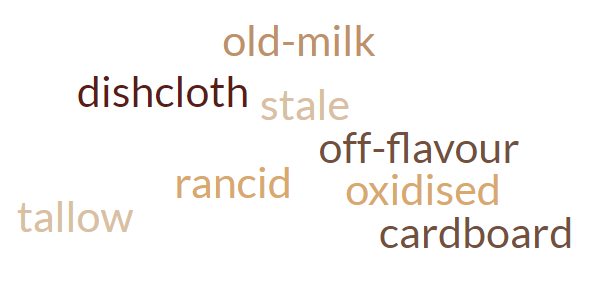 old-milk
dishcloth
stale
off-flavour
rancid
oxidised
tallow
cardboard